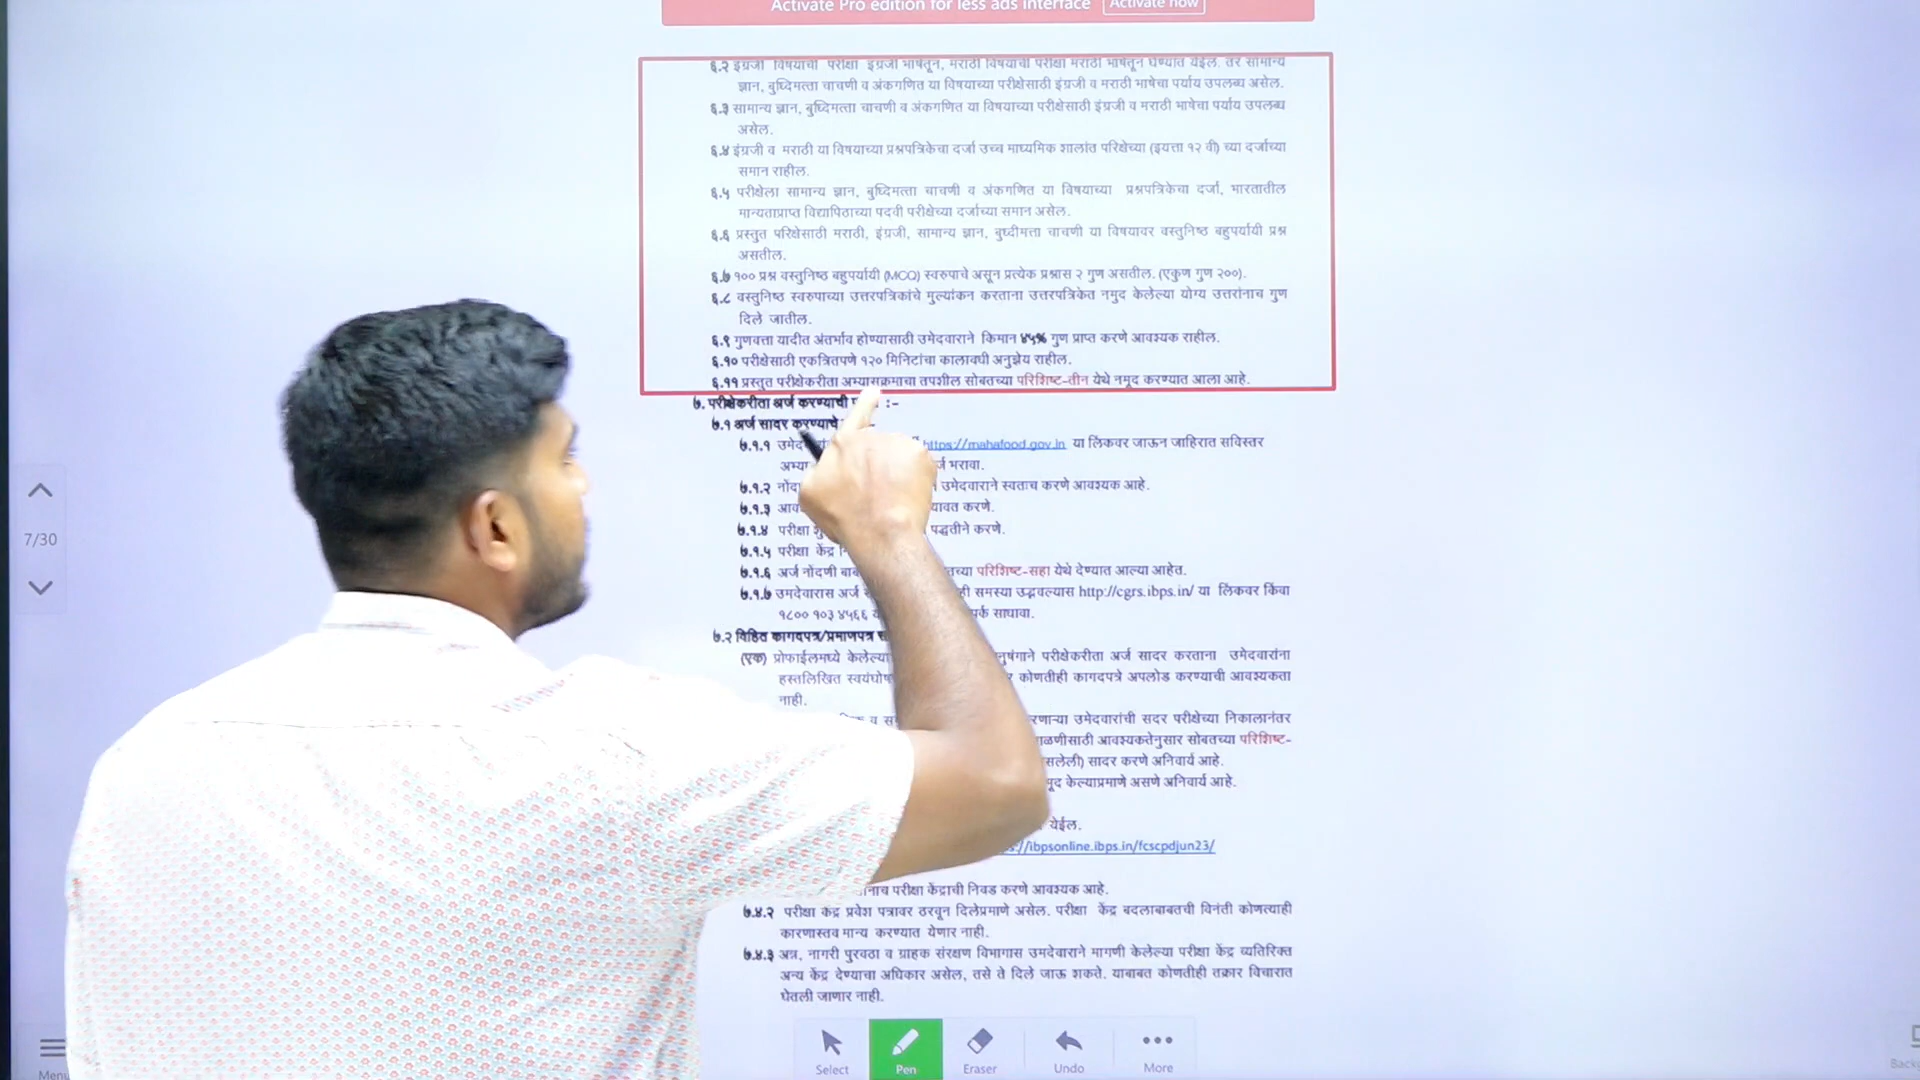 Activate Pro edition for less ads interface Activate now
६.२ इंग्रजी विषयाची परीक्षा इंग्रजी भाषेतून, मराठी विषयाची परीक्षा मराठी भाषेतून घेण्यात येईल. तर सामान्य
ज्ञान, बुध्दिमत्ता चाचणी व अंकगणित या विषयाच्या परीक्षेसाठी इंग्रजी व मराठी भाषेचा पर्याय उपलब्ध असेल.
६.३ सामान्य ज्ञान, बुध्दिमत्ता चाचणी व अंकगणित या विषयाच्या परीक्षेसाठी इंग्रजी व मराठी भाषेचा पर्याय उपलब्ध
असेल.
६.४ इंग्रजी व मराठी या विषयाच्या प्रश्नपत्रिकेचा दर्जा उच्च माध्यमिक शालांत परिक्षेच्या (इयत्ता १२ वी) च्या दर्जाच्या
समान राहील.
६.५ परीक्षेला सामान्य ज्ञान, बुध्दिमत्ता चाचणी व अंकगणित या विषयाच्या प्रश्नपत्रिकेचा दर्जा, भारतातील
मान्यताप्राप्त विद्यापिठाच्या पदवी परीक्षेच्या दर्जाच्या समान असेल.
६.६ प्रस्तुत परिक्षेसाठी मराठी, इंग्रजी, सामान्य ज्ञान, बुध्दीमत्ता चाचणी या विषयावर वस्तुनिष्ठ बहुपर्यायी प्रश्न
असतील.
६.७ १०० प्रश्न वस्तुनिष्ठ बहुपर्यायी (MCQ) स्वरुपाचे असून प्रत्येक प्रश्नास २ गुण असतील. (एकुण गुण २००).
६.८ वस्तुनिष्ठ स्वरुपाच्या उत्तरपत्रिकांचे मुल्यांकन करताना उत्तरपत्रिकेत नमुद केलेल्या योग्य उत्तरांनाच गुण
दिले जातील.
६.९ गुणवत्ता यादीत अंतर्भाव होण्यासाठी उमेदवाराने किमान ४५% गुण प्राप्त करणे आवश्यक राहील.
६.१० परीक्षेसाठी एकत्रितपणे १२० मिनिटांचा कालावधी अनुज्ञेय राहील.
६.११ प्रस्तुत परीक्षेकरीता अभ्यासक्रमाचा तपशील सोबतच्या परिशिष्ट-तीन येथे नमूद करण्यात आला आहे.
७. परीक्षेकरीता अर्ज करण्याची :-
७.१ अर्ज सादर करण्याचे
७.१.१ https://mahafood.gov.in या लिंकवर जाऊन जाहिरात सविस्तर
भरावा.
७.१.२ उमेदवाराने स्वताच करणे आवश्यक आहे.
७.१.३ करणे.
७.१.४ परीक्षा पद्धतीने करणे.
७.१.५ परीक्षा केंद्र
७.१.६ अर्ज नोंदणी परिशिष्ट-सहा येथे देण्यात आल्या आहेत.
७.१.७ उमेदवारास अर्ज समस्या उद्भवल्यास http://cgrs.ibps.in/ या लिंकवर किंवा
१८०० १०३ ४५६६ साधावा.
७.२ विहित कागदपत्र/प्रमाणपत्र
(एक) प्रोफाईलमध्ये केलेल्या परीक्षेकरीता अर्ज सादर करताना उमेदवारांना
हस्तलिखित कोणतीही कागदपत्रे अपलोड करण्याची आवश्यकता
नाही.
व उमेदवारांची सदर परीक्षेच्या निकालानंतर
आवश्यकतेनुसार सोबतच्या परिशिष्ट-
सादर करणे अनिवार्य आहे.
केल्याप्रमाणे असणे अनिवार्य आहे.
येईल.
://ibpsonline.ibps.in/fcscpdjun23/
परीक्षा केंद्राची निवड करणे आवश्यक आहे.
७.४.२ परीक्षा केंद्र प्रवेश पत्रावर ठरवून दिलेप्रमाणे असेल. परीक्षा केंद्र बदलाबाबतची विनंती कोणत्याही
कारणास्तव मान्य करण्यात येणार नाही.
७.४.३ अन्न, नागरी पुरवठा व ग्राहक संरक्षण विभागास उमेदवाराने मागणी केलेल्या परीक्षा केंद्र व्यतिरिक्त
अन्य केंद्र देण्याचा अधिकार असेल, तसे ते दिले जाऊ शकते. याबाबत कोणतीही तक्रार विचारात
घेतली जाणार नाही.
7/30
Menu
Select Pen Eraser Undo More